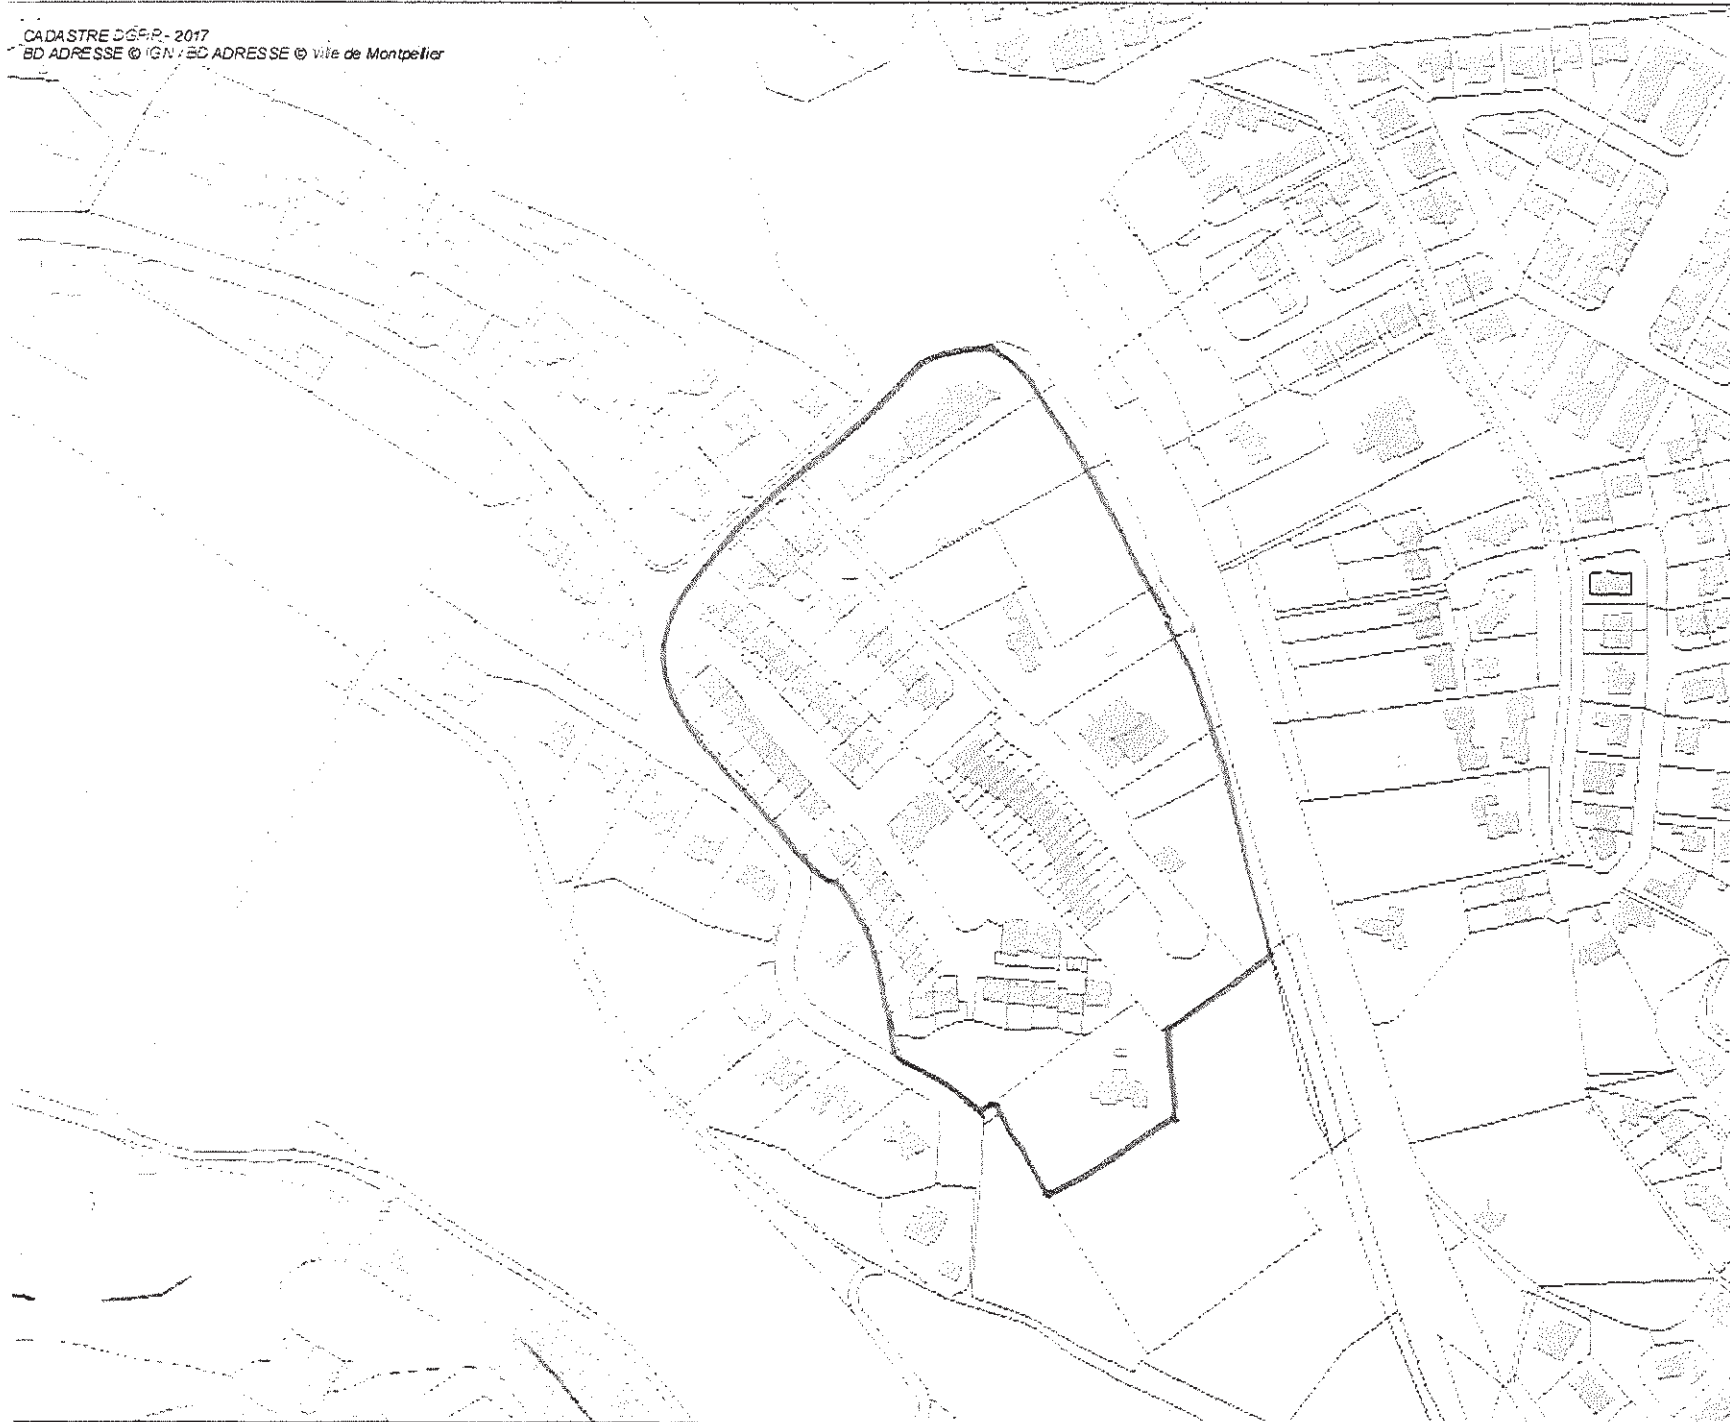 CADASTRE DGFiP - 2017
BD ADRESSE © IGN / BD ADRESSE © Ville de Montpellier